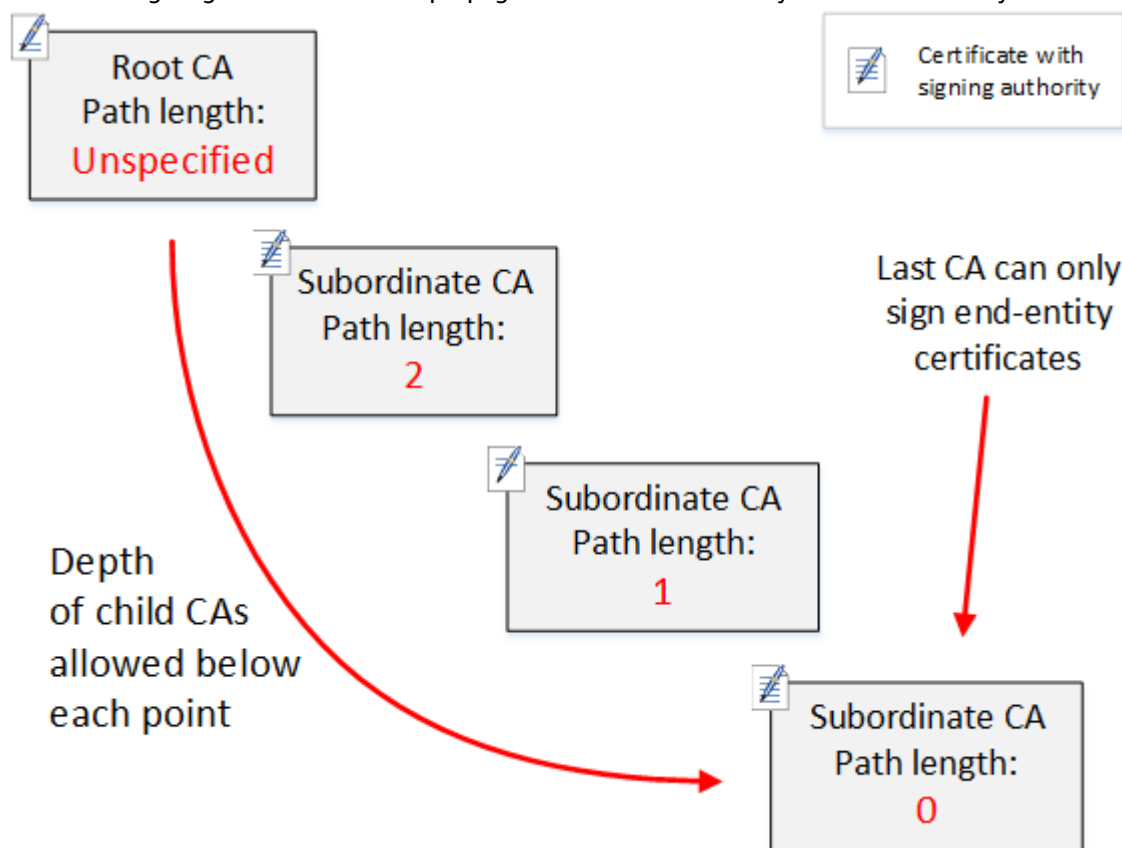 Root CA
Path length:
Unspecified
Certificate with
signing authority
Subordinate CA
Path length:
2
Last CA can only
sign end-entity
certificates
Subordinate CA
Path length:
1
Depth
of child CAs
allowed below
each point
Subordinate CA
Path length:
0